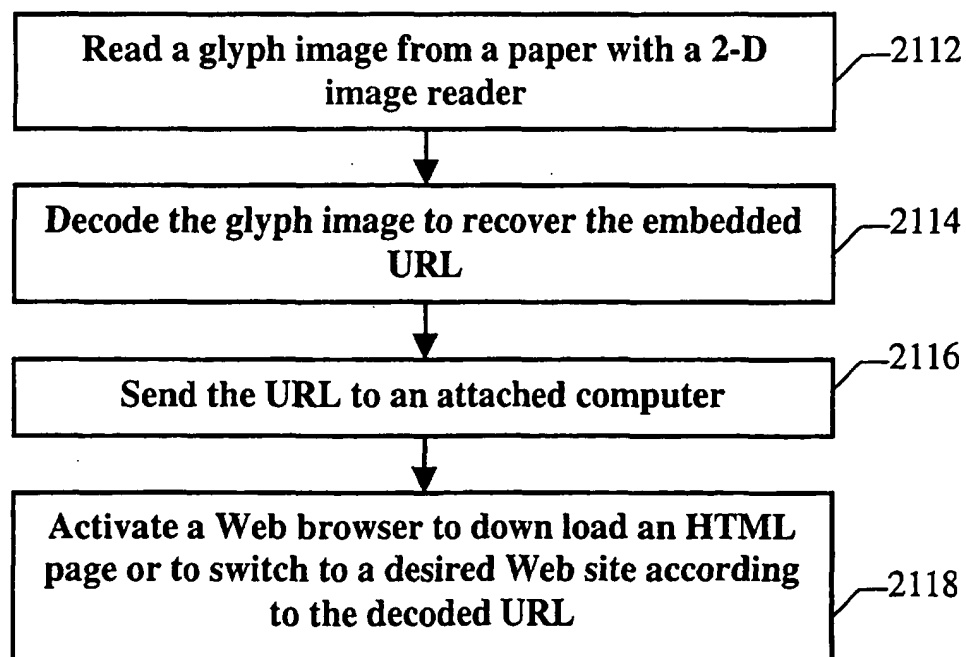 Read a glyph image from a paper with a 2-D
image reader
2112
Decode the glyph image to recover the embedded
URL
2114
Send the URL to an attached computer
2116
Activate a Web browser to down load an HTML
page or to switch to a desired Web site according
to the decoded URL
2118